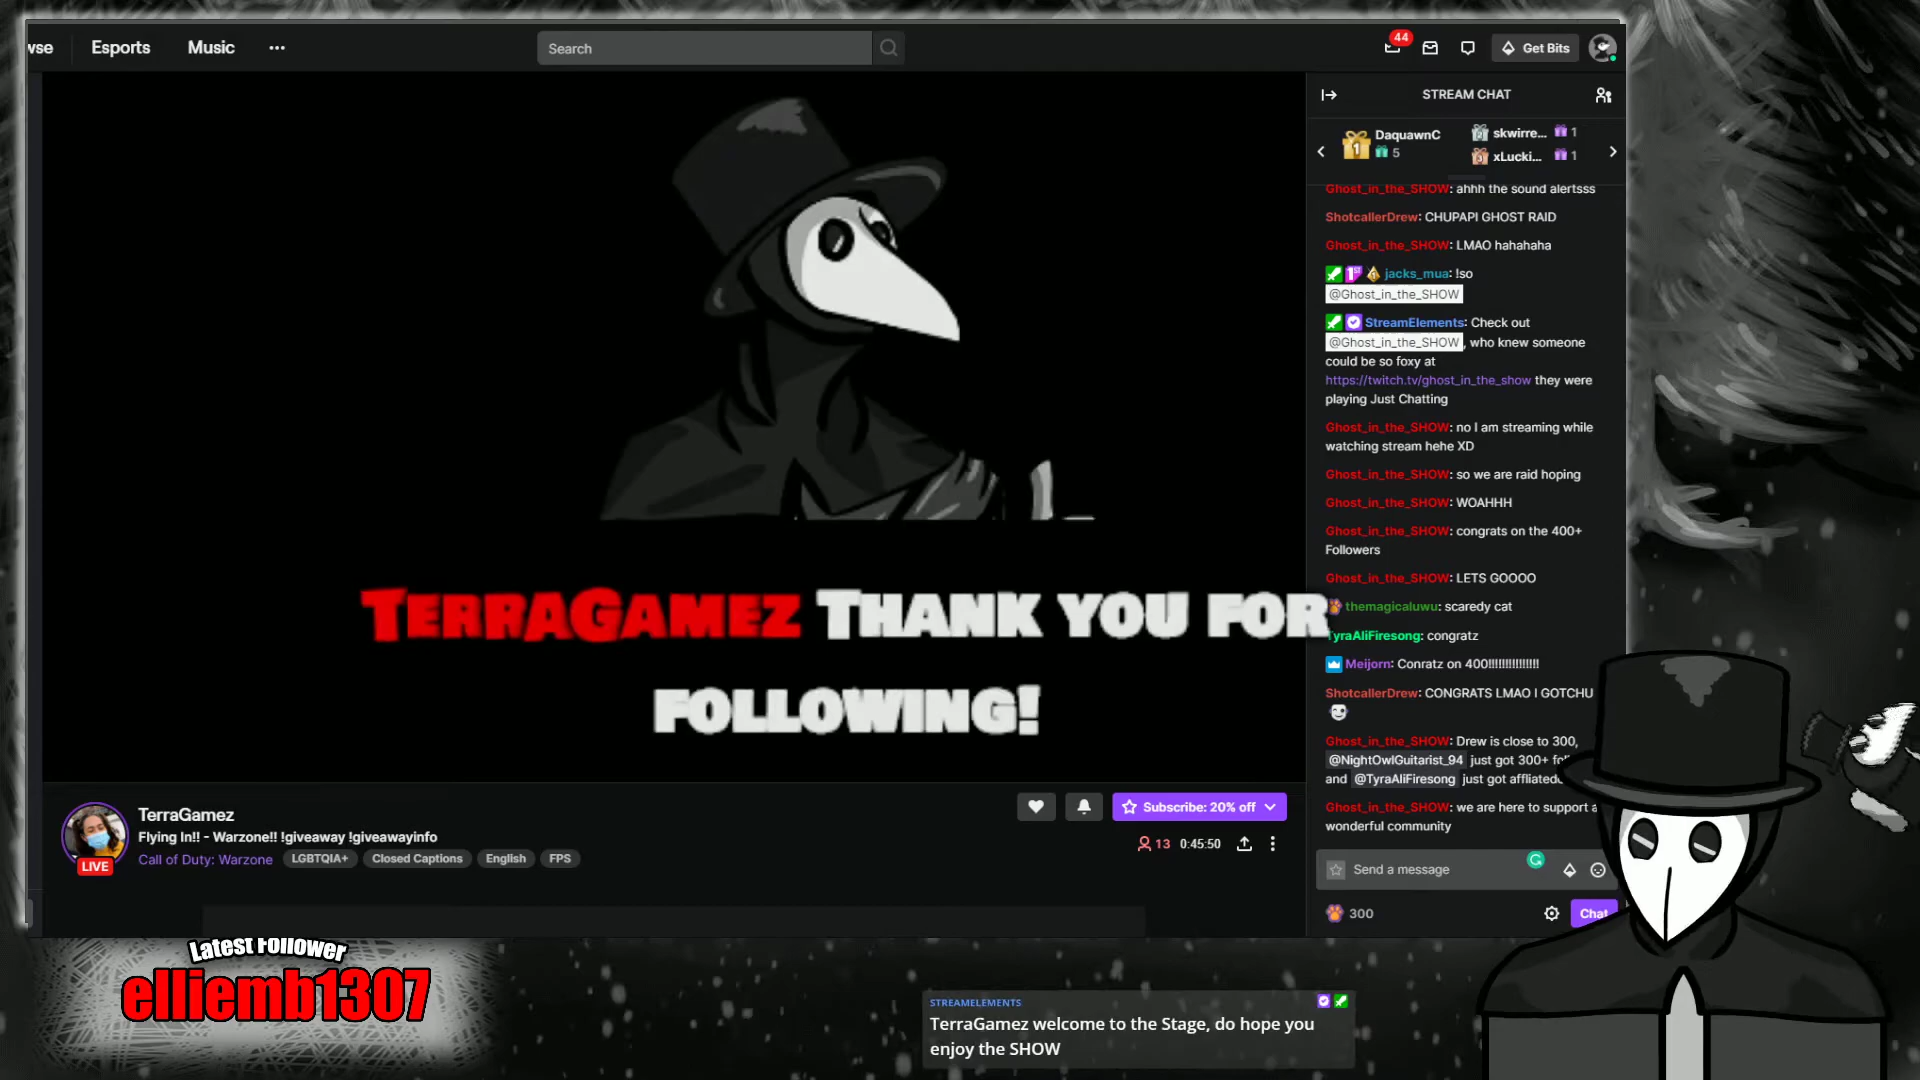 wse
Esports
Music
Search
44
Get Bits
STREAM CHAT
1
DaquawnC
5
skwirre... 1
xLucki... 1
Ghost_in_the_SHOW: ahhh the sound alertsss
ShotcallerDrew: CHUPAPI GHOST RAID
Ghost_in_the_SHOW: LMAO hahahaha
jacks_mua: !so
@Ghost_in_the_SHOW
StreamElements: Check out
@Ghost_in_the_SHOW, who knew someone
could be so foxy at
https://twitch.tv/ghost_in_the_show they were
playing Just Chatting
Ghost_in_the_SHOW: no I am streaming while
watching stream hehe XD
Ghost_in_the_SHOW: so we are raid hoping
Ghost_in_the_SHOW: WOAHHH
Ghost_in_the_SHOW: congrats on the 400+
Followers
Ghost_in_the_SHOW: LETS GOOOO
themagicaluwu: scaredy cat
TyraAliFiresong: congratz
Meijorn: Conratz on 400!!!!!!!!!!!!!!!
ShotcallerDrew: CONGRATS LMAO I GOTCHU
Ghost_in_the_SHOW: Drew is close to 300,
@NightOwlGuitarist_94 just got 300+
and @TyraAliFiresong just got affliated
Ghost_in_the_SHOW: we are here to support a
wonderful community
Send a message
300
Chat
TerraGamez Thank you for
following!
TerraGamez
Flying In!! - Warzone!! !giveaway !giveawayinfo
Call of Duty: Warzone
LGBTQIA+
Closed Captions
English
FPS
LIVE
Subscribe: 20% off
13
0:45:50
Latest Follower
elliemb1307
STREAMELEMENTS
TerraGamez welcome to the Stage, do hope you
enjoy the SHOW